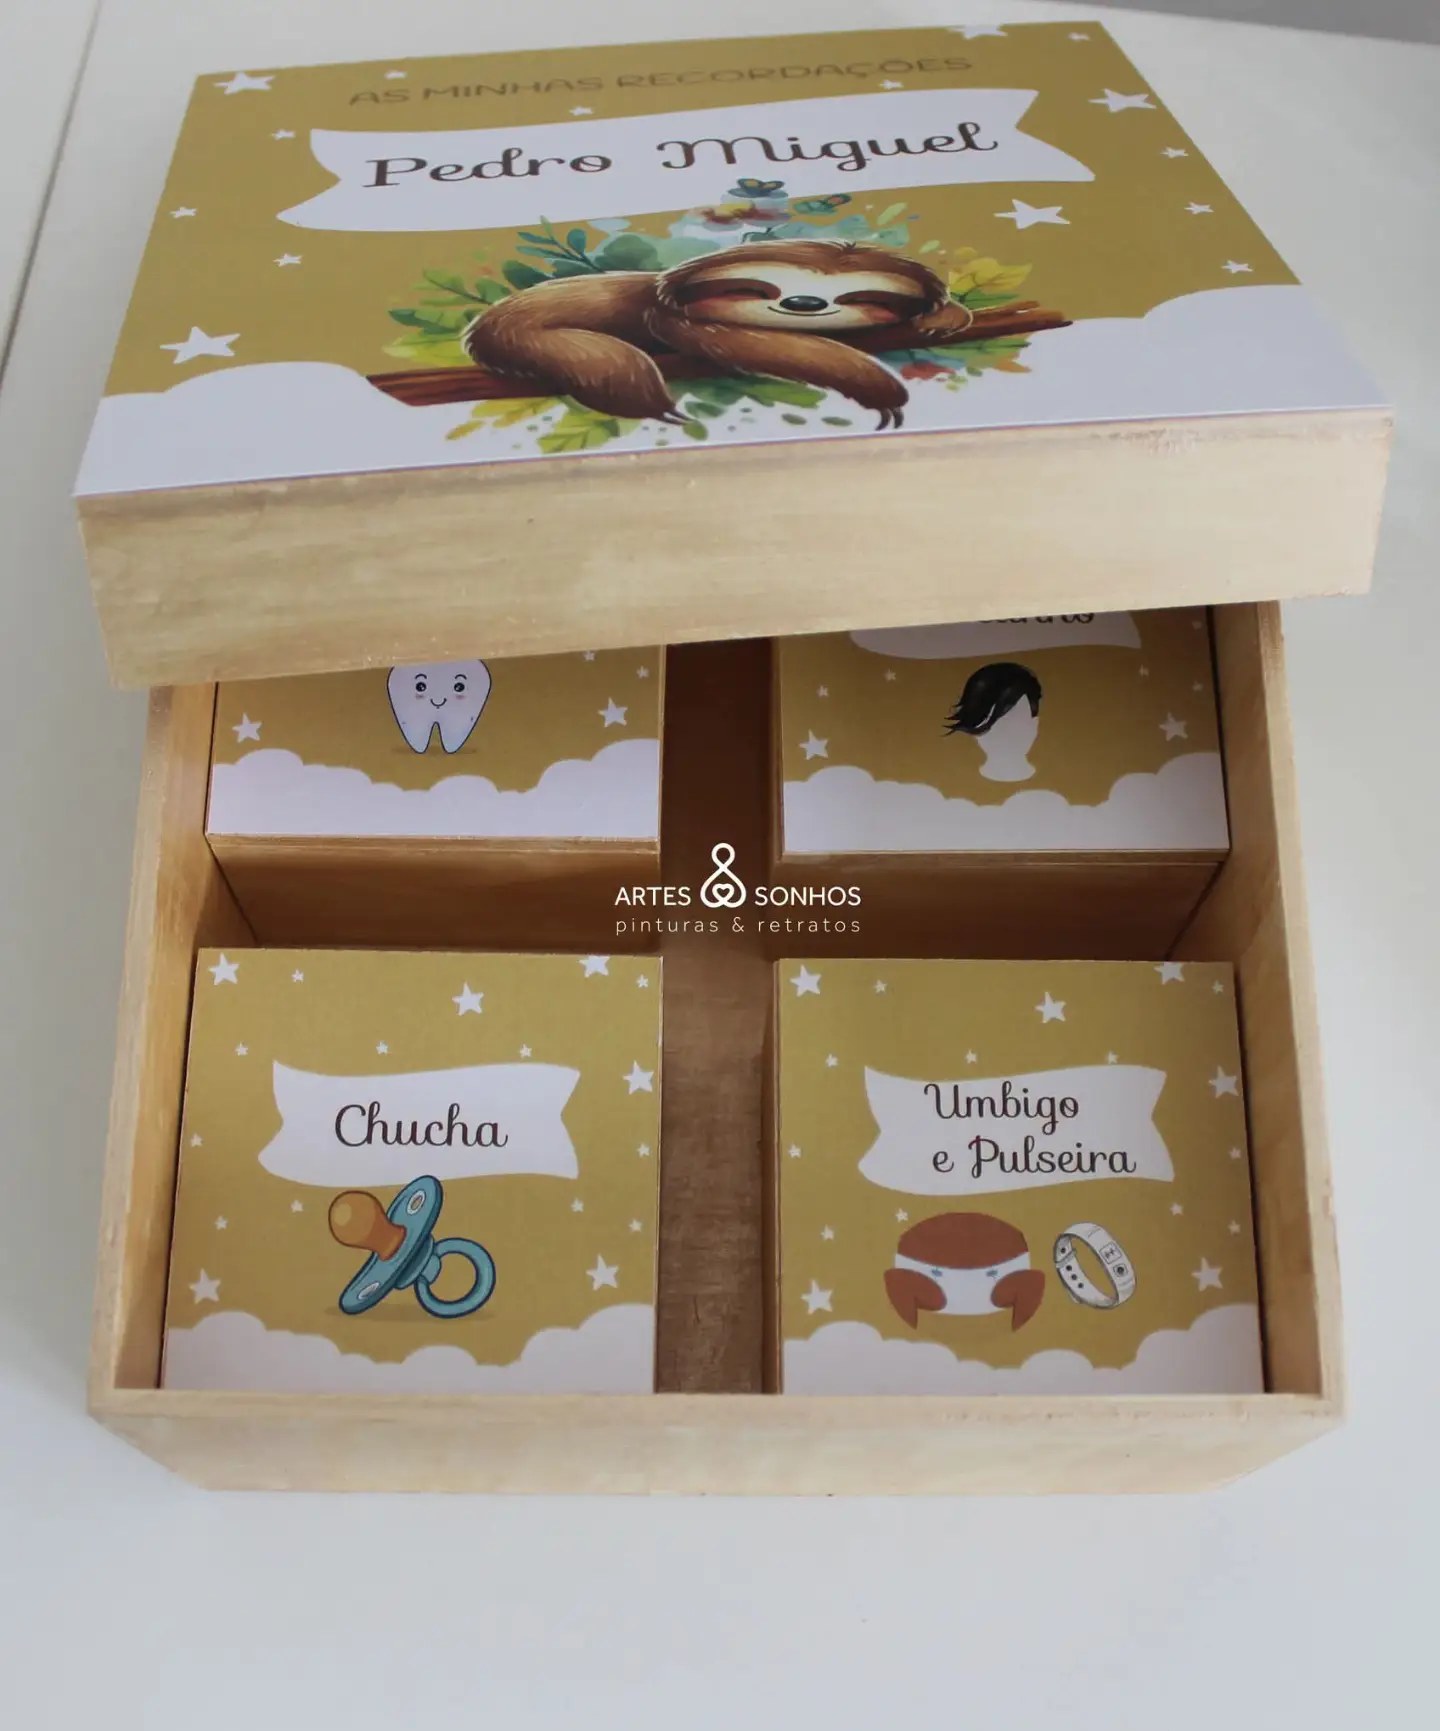 AS MINHAS RECORDAÇÕES
Pedro Miguel
ARTES & SONHOS
pinturas & retratos
Chucha
Umbigo
e Pulseira